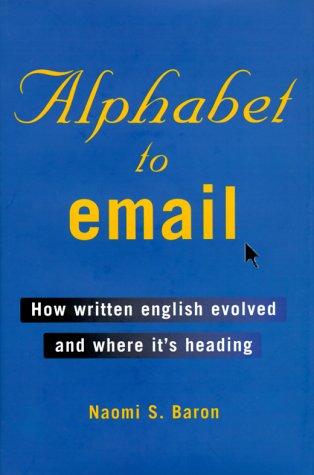 Alphabet
to
email
How written english evolved
and where it's heading
Naomi S. Baron